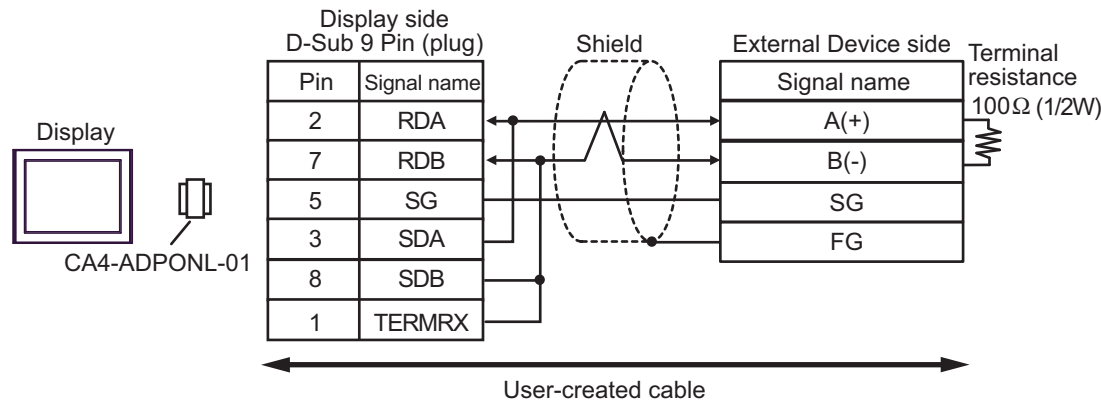 Display side
D-Sub 9 Pin (plug)
Shield
External Device side
Terminal
resistance
100Ω (1/2W)
Pin Signal name
Signal name
2 RDA
A(+)
Display
7 RDB
B(-)
5 SG
SG
3 SDA
FG
CA4-ADPONL-01
8 SDB
1 TERMRX
User-created cable